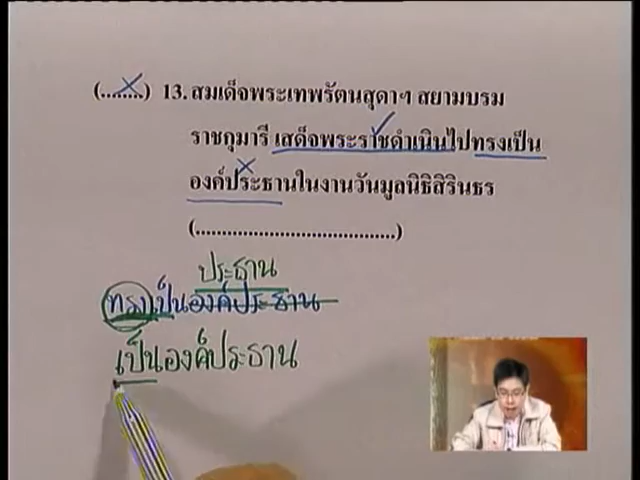 (........) 13. สมเด็จพระเทพรัตนสุดาฯ สยามบรม
ราชกุมารี เสด็จพระราชดำเนินไปทรงเป็น
องค์ประธานในงานวันมูลนิธิสิรินธร
(.....................................)
ประธาน
ทรงเป็นองค์ประธาน
เป็นองค์ประธาน